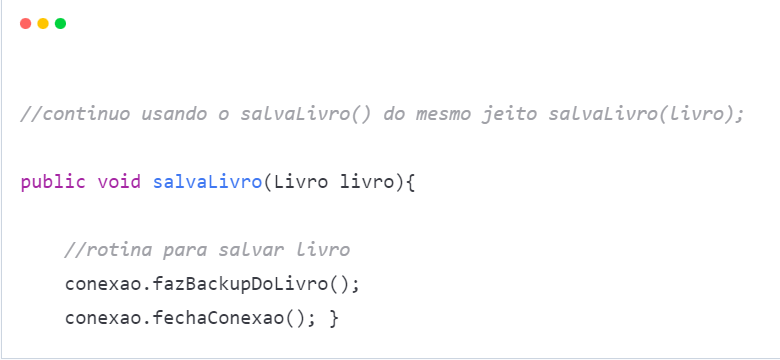 //continuo usando o salvaLivro() do mesmo jeito salvaLivro(livro);
public void salvaLivro(Livro livro){
//rotina para salvar livro
conexao.fazBackupDoLivro();
conexao.fechaConexao(); }